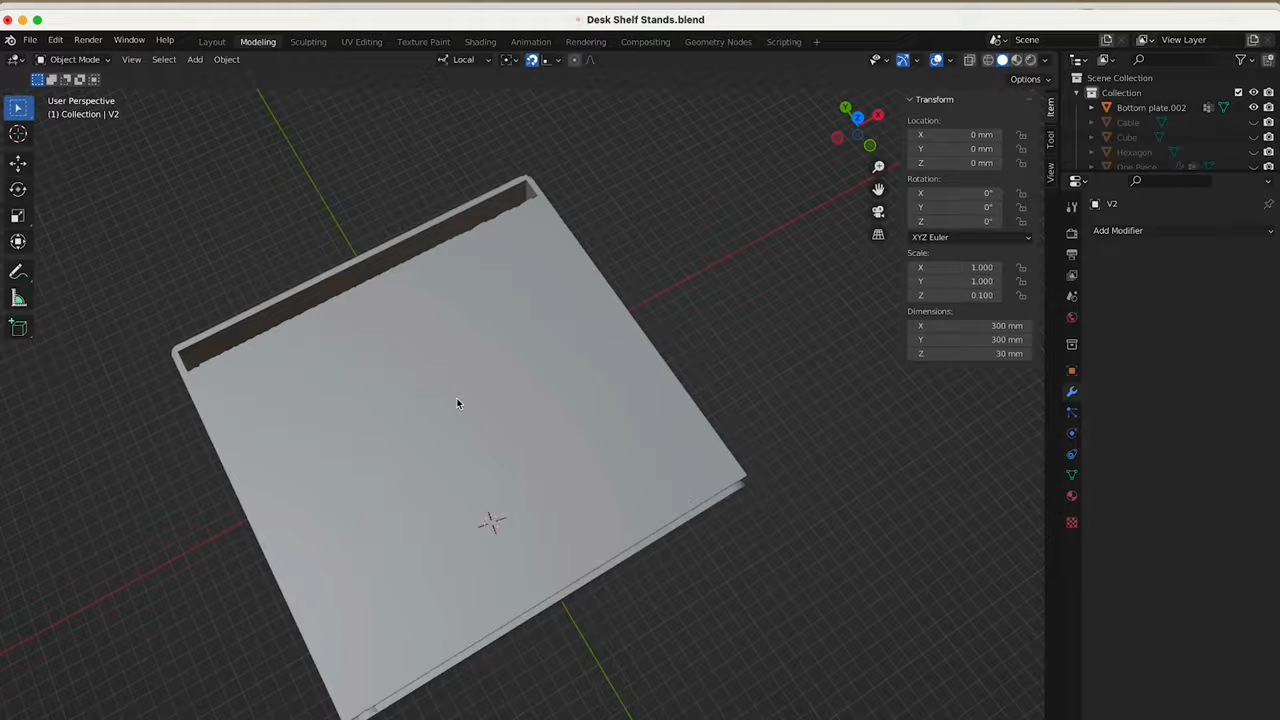 Desk Shelf Stands.blend
File Edit Render Window Help
Layout Modeling Sculpting UV Editing Texture Paint Shading Animation Rendering Compositing Geometry Nodes Scripting +
Scene
View Layer
Object Mode View Select Add Object
Local
Options
User Perspective
(1) Collection | V2
Y
Z
X
Transform
Location:
X 0 mm
Y 0 mm
Z 0 mm
Rotation:
X 0°
Y 0°
Z 0°
XYZ Euler
Scale:
X 1.000
Y 1.000
Z 0.100
Dimensions:
X 300 mm
Y 300 mm
Z 30 mm
Item
Tool
View
Scene Collection
Collection
Bottom plate.002
Cable
Cube
Hexagon
One Piece
V2
Add Modifier